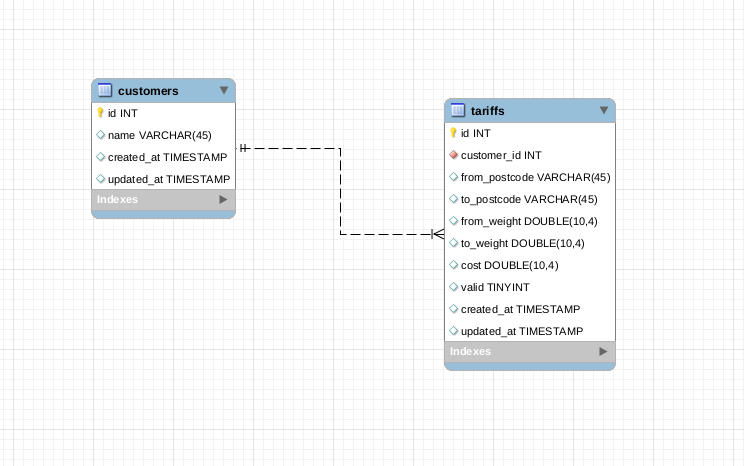 customers
id INT
name VARCHAR(45)
created_at TIMESTAMP
updated_at TIMESTAMP
Indexes
tariffs
id INT
customer_id INT
from_postcode VARCHAR(45)
to_postcode VARCHAR(45)
from_weight DOUBLE(10,4)
to_weight DOUBLE(10,4)
cost DOUBLE(10,4)
valid TINYINT
created_at TIMESTAMP
updated_at TIMESTAMP
Indexes